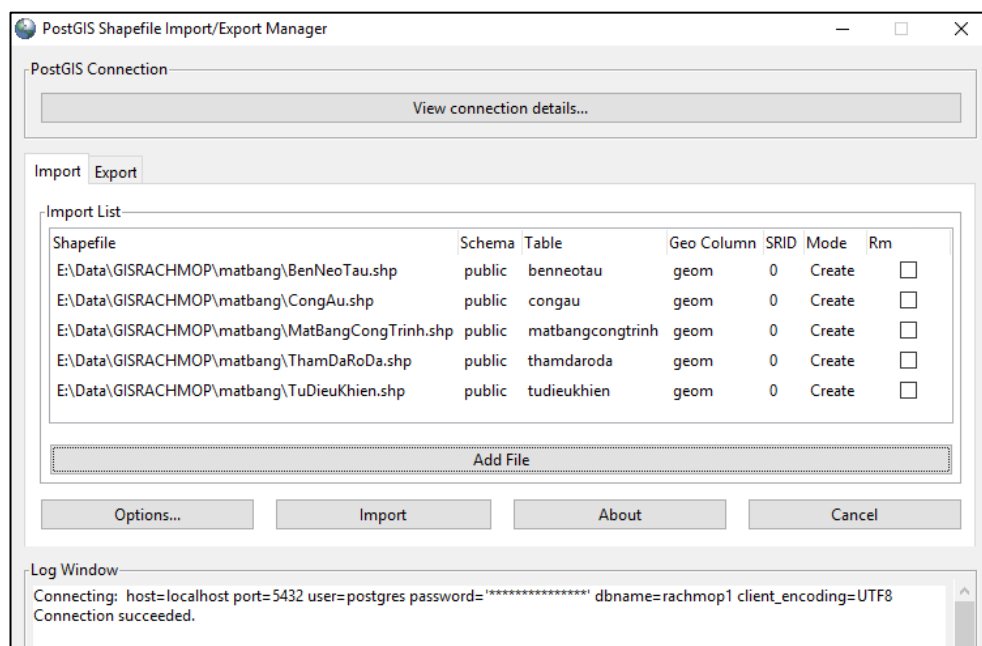 PostGIS Shapefile Import/Export Manager
PostGIS Connection
View connection details...
Import Export
Import List
Shapefile Schema Table Geo Column SRID Mode Rm
E:\Data\GISRACHMOP\matbang\BenNeoTau.shp public benneotau geom 0 Create
E:\Data\GISRACHMOP\matbang\CongAu.shp public congau geom 0 Create
E:\Data\GISRACHMOP\matbang\MatBangCongTrinh.shp public matbangcongtrinh geom 0 Create
E:\Data\GISRACHMOP\matbang\ThamDaRoDa.shp public thamdaroda geom 0 Create
E:\Data\GISRACHMOP\matbang\TuDieuKhien.shp public tudieukhien geom 0 Create
Add File
Options... Import About Cancel
Log Window
Connecting: host=localhost port=5432 user=postgres password='***************' dbname=rachmop1 client_encoding=UTF8
Connection succeeded.